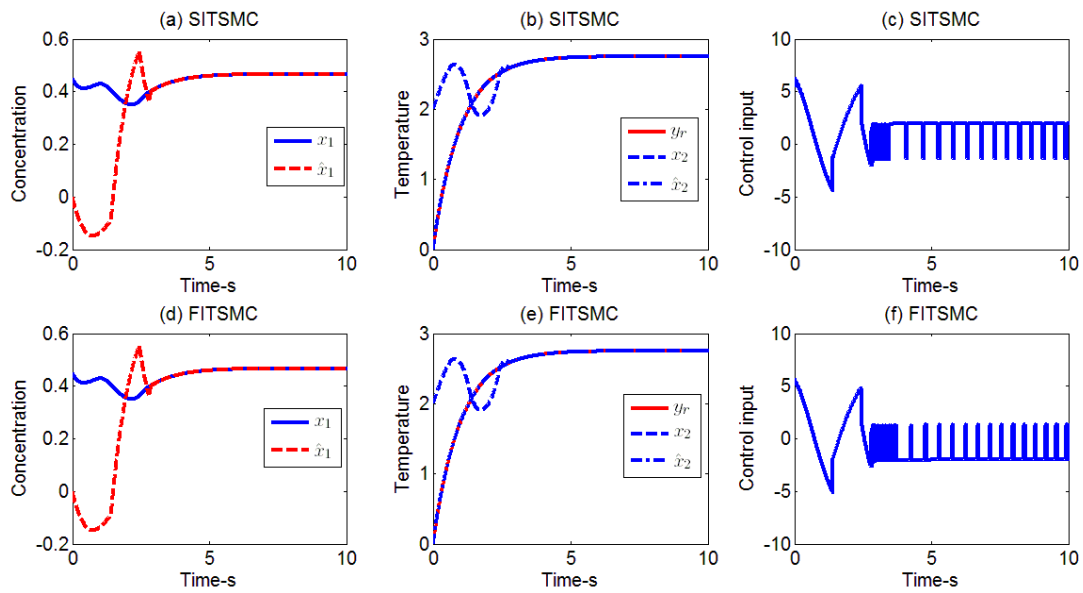 (a) SITSMC
Concentration
0.6
0.4
0.2
0
-0.2
x₁
x̂₁
0
5
10
Time-s
(b) SITSMC
Temperature
3
2
1
0
yᵣ
x₂
x̂₂
0
5
10
Time-s
(c) SITSMC
Control input
10
5
0
-5
-10
0
5
10
Time-s
(d) FITSMC
Concentration
0.6
0.4
0.2
0
-0.2
x₁
x̂₁
0
5
10
Time-s
(e) FITSMC
Temperature
3
2
1
0
yᵣ
x₂
x̂₂
0
5
10
Time-s
(f) FITSMC
Control input
10
5
0
-5
-10
0
5
10
Time-s